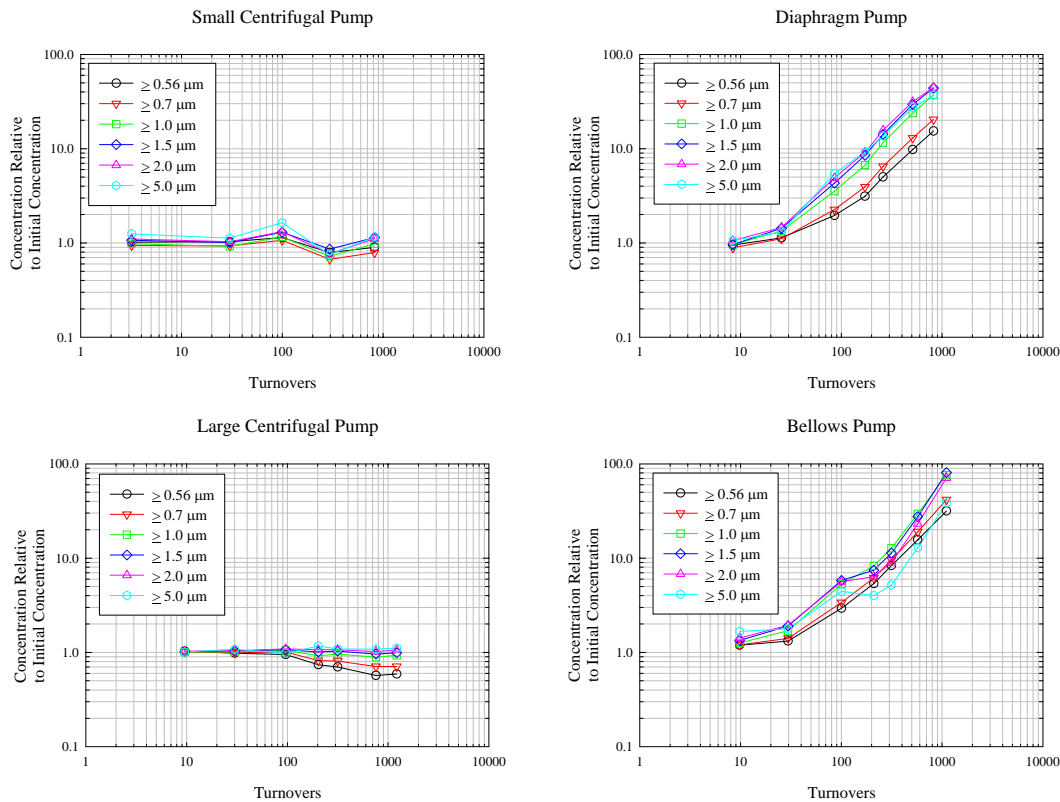 Small Centrifugal Pump
Concentration Relative
to Initial Concentration
100.0
10.0
1.0
0.1
≥ 0.56 μm
≥ 0.7 μm
≥ 1.0 μm
≥ 1.5 μm
≥ 2.0 μm
≥ 5.0 μm
1 10 100 1000 10000
Turnovers
Diaphragm Pump
Concentration Relative
to Initial Concentration
100.0
10.0
1.0
0.1
≥ 0.56 μm
≥ 0.7 μm
≥ 1.0 μm
≥ 1.5 μm
≥ 2.0 μm
≥ 5.0 μm
1 10 100 1000 10000
Turnovers
Large Centrifugal Pump
Concentration Relative
to Initial Concentration
100.0
10.0
1.0
0.1
≥ 0.56 μm
≥ 0.7 μm
≥ 1.0 μm
≥ 1.5 μm
≥ 2.0 μm
≥ 5.0 μm
1 10 100 1000 10000
Turnovers
Bellows Pump
Concentration Relative
to Initial Concentration
100.0
10.0
1.0
0.1
≥ 0.56 μm
≥ 0.7 μm
≥ 1.0 μm
≥ 1.5 μm
≥ 2.0 μm
≥ 5.0 μm
1 10 100 1000 10000
Turnovers